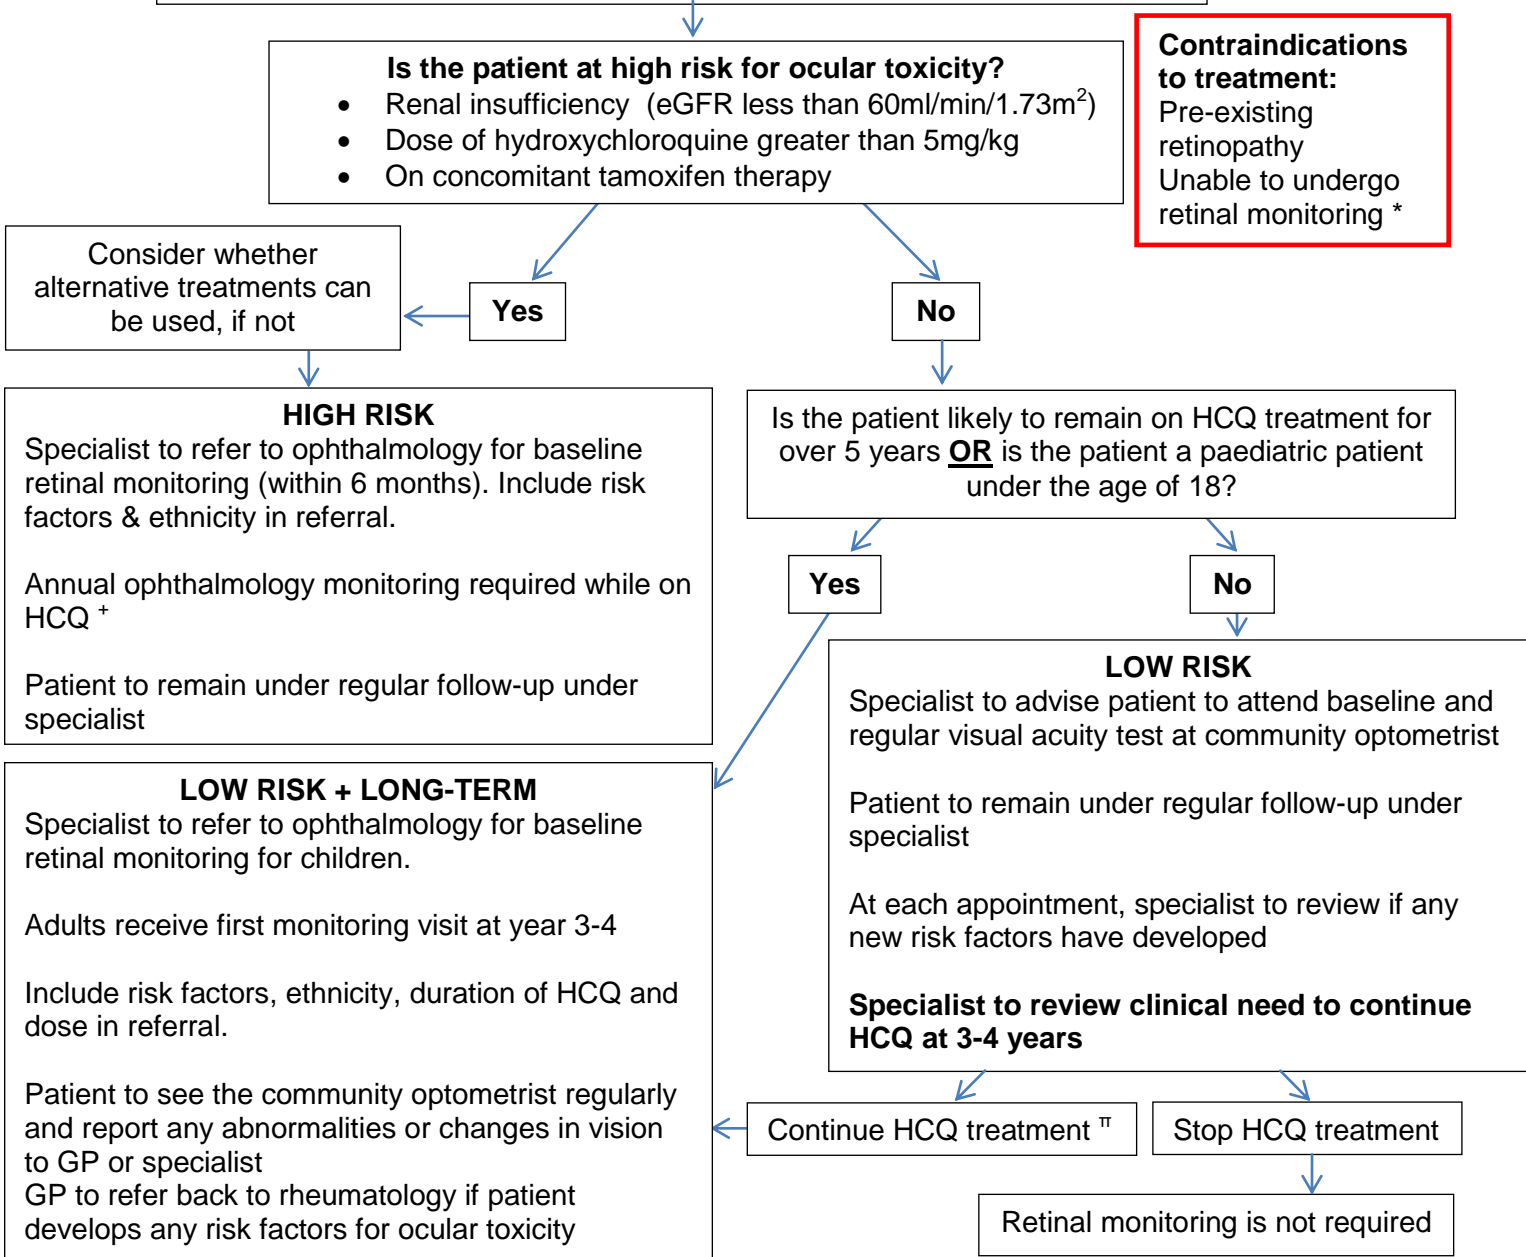 Is the patient at high risk for ocular toxicity?
• Renal insufficiency (eGFR less than 60ml/min/1.73m²)
• Dose of hydroxychloroquine greater than 5mg/kg
• On concomitant tamoxifen therapy
Contraindications
to treatment:
Pre-existing
retinopathy
Unable to undergo
retinal monitoring *
Consider whether
alternative treatments can
be used, if not
Yes
No
HIGH RISK
Specialist to refer to ophthalmology for baseline
retinal monitoring (within 6 months). Include risk
factors & ethnicity in referral.
Annual ophthalmology monitoring required while on
HCQ ⁺
Patient to remain under regular follow-up under
specialist
Is the patient likely to remain on HCQ treatment for
over 5 years OR is the patient a paediatric patient
under the age of 18?
Yes
No
LOW RISK + LONG-TERM
Specialist to refer to ophthalmology for baseline
retinal monitoring for children.
Adults receive first monitoring visit at year 3-4
Include risk factors, ethnicity, duration of HCQ and
dose in referral.
Patient to see the community optometrist regularly
and report any abnormalities or changes in vision
to GP or specialist
GP to refer back to rheumatology if patient
develops any risk factors for ocular toxicity
LOW RISK
Specialist to advise patient to attend baseline and
regular visual acuity test at community optometrist
Patient to remain under regular follow-up under
specialist
At each appointment, specialist to review if any
new risk factors have developed
Specialist to review clinical need to continue
HCQ at 3-4 years
Continue HCQ treatment π
Stop HCQ treatment
Retinal monitoring is not required